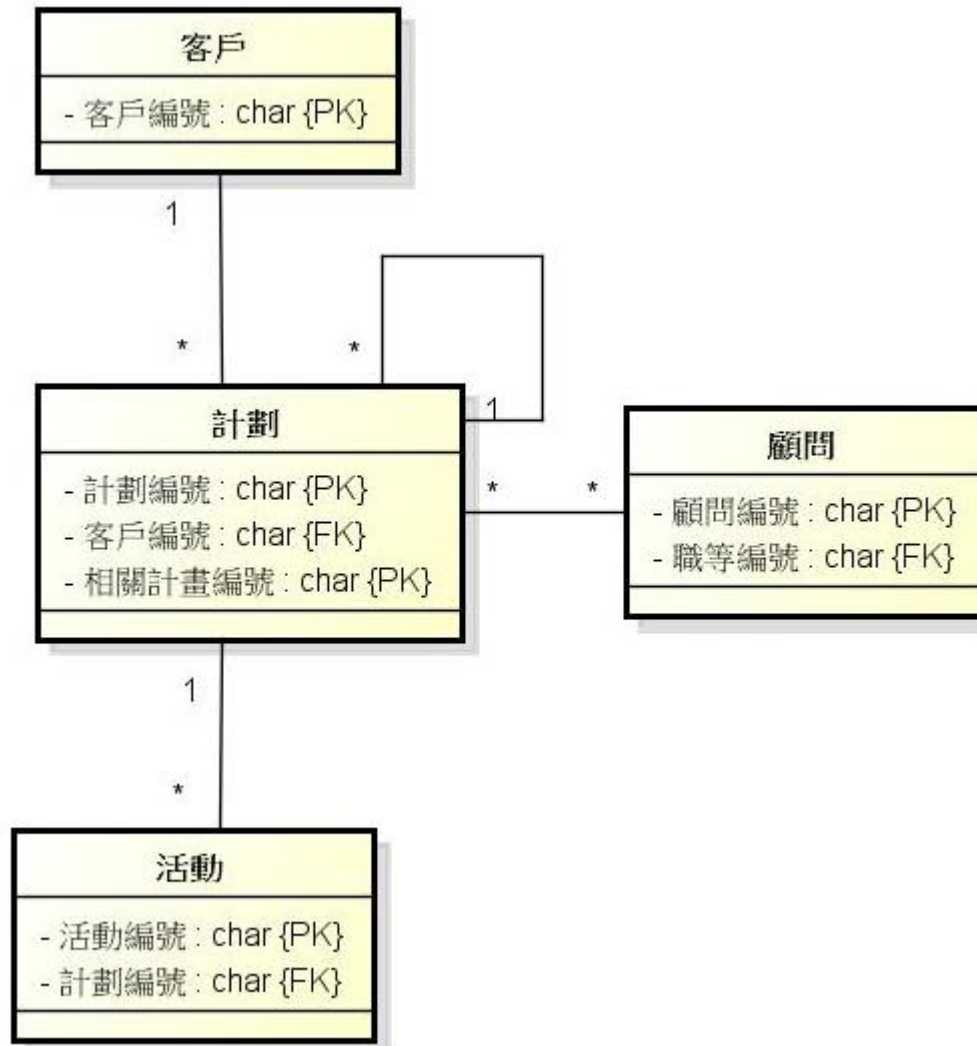 客戶
- 客戶編號 : char {PK}
1
*
*
1
計劃
- 計劃編號 : char {PK}
- 客戶編號 : char {FK}
- 相關計畫編號 : char {PK}
*
*
顧問
- 顧問編號 : char {PK}
- 職等編號 : char {FK}
1
*
活動
- 活動編號 : char {PK}
- 計劃編號 : char {FK}